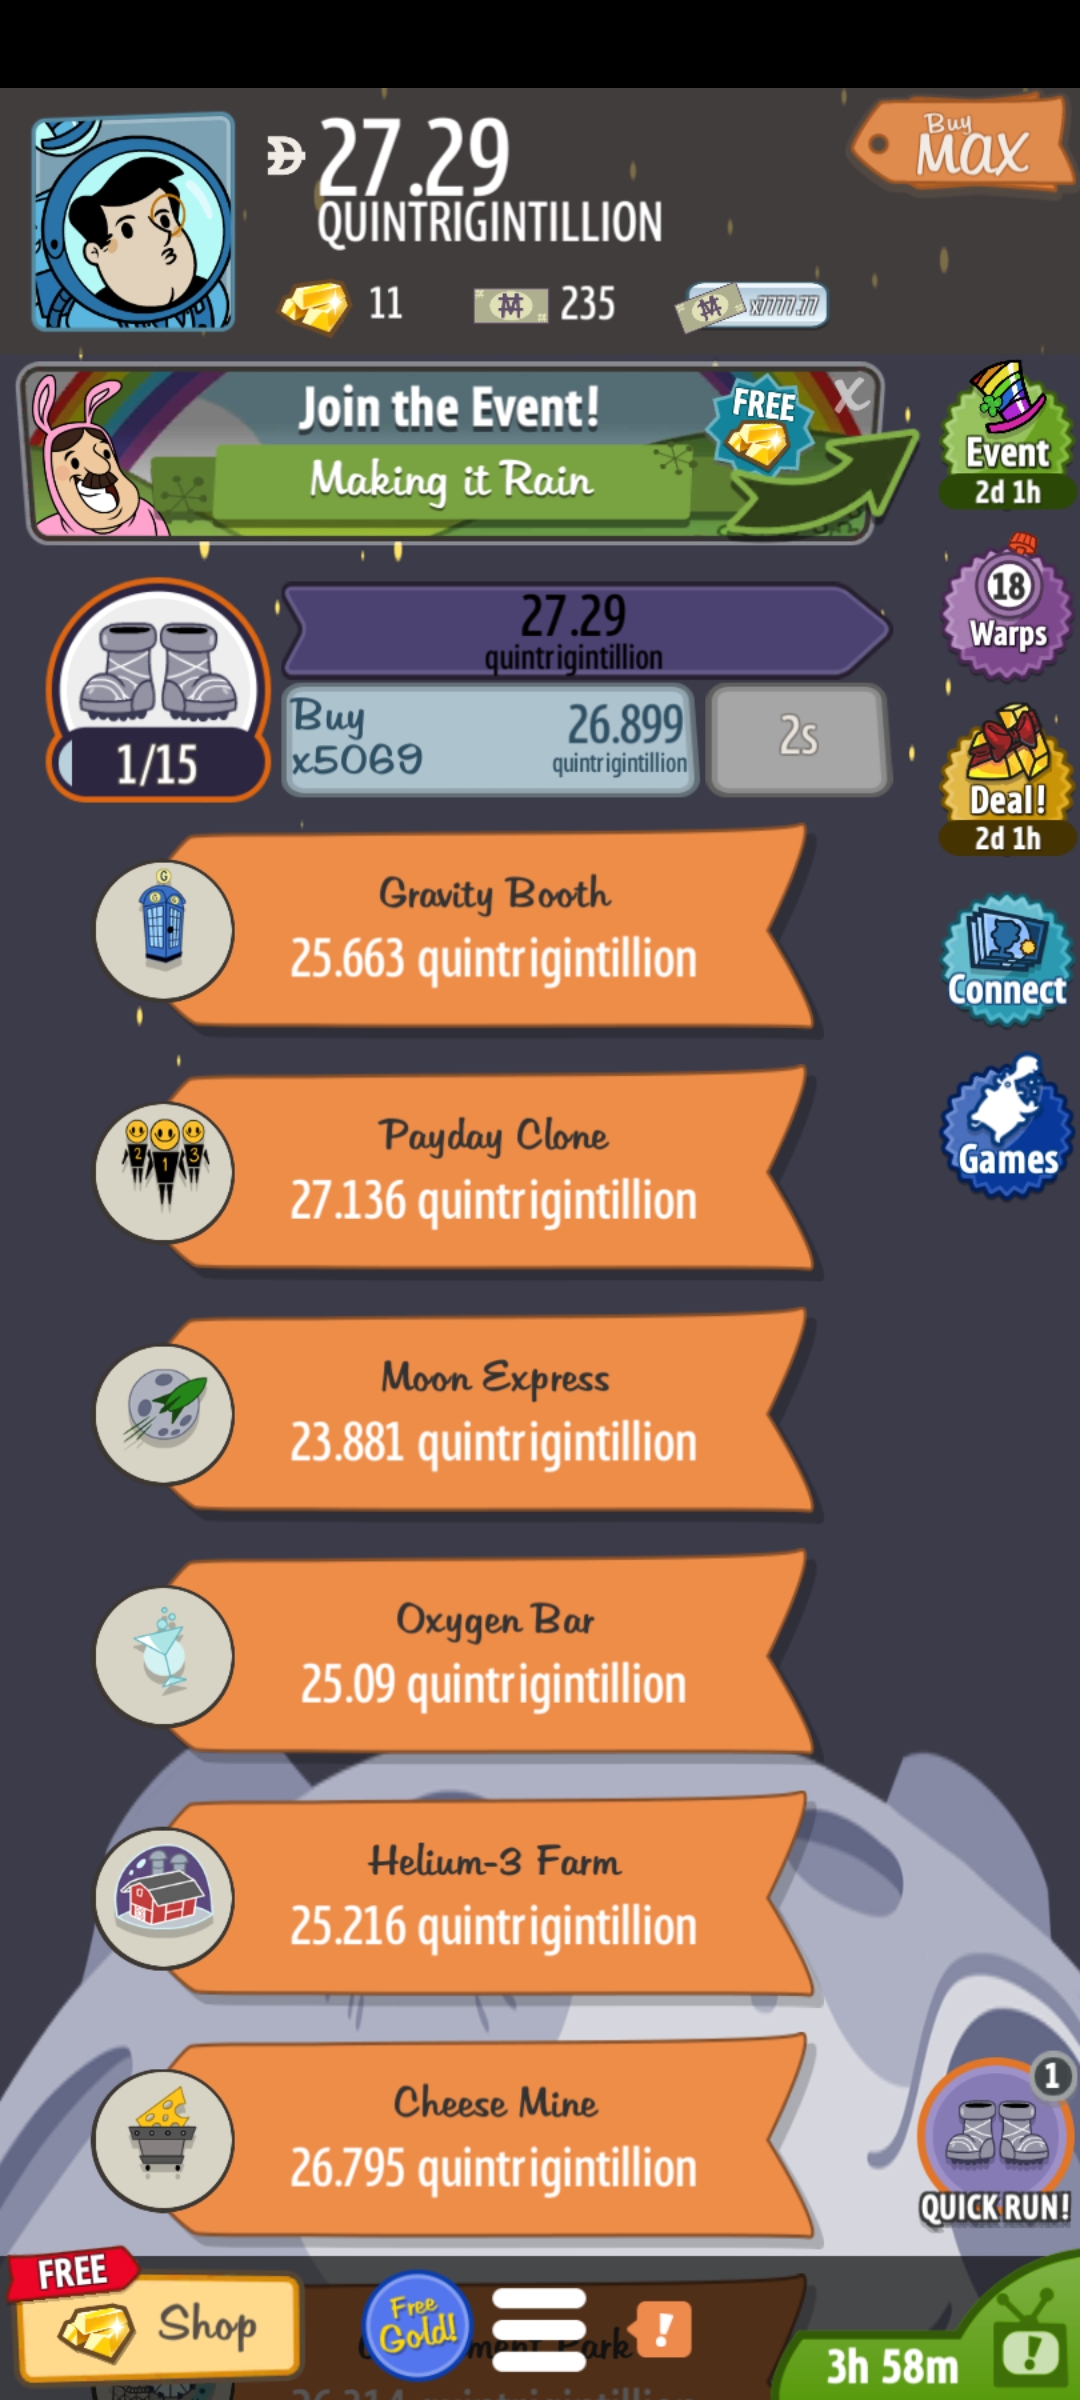 27.29
QUINTRIGINTILLION
Buy
MAX
11
235
x7777.77
Join the Event!
FREE
X
Making it Rain
Event
2d 1h
27.29
quintrigintillion
18
Warps
Buy
x5069
26.899
quintrigintillion
2s
1/15
Deal!
2d 1h
Gravity Booth
25.663 quintrigintillion
G
Connect
Payday Clone
27.136 quintrigintillion
2 1 3
Games
Moon Express
23.881 quintrigintillion
Oxygen Bar
25.09 quintrigintillion
Helium-3 Farm
25.216 quintrigintillion
Cheese Mine
26.795 quintrigintillion
1
QUICK RUN!
FREE
Shop
Free
Gold!
!
Park
3h 58m
!